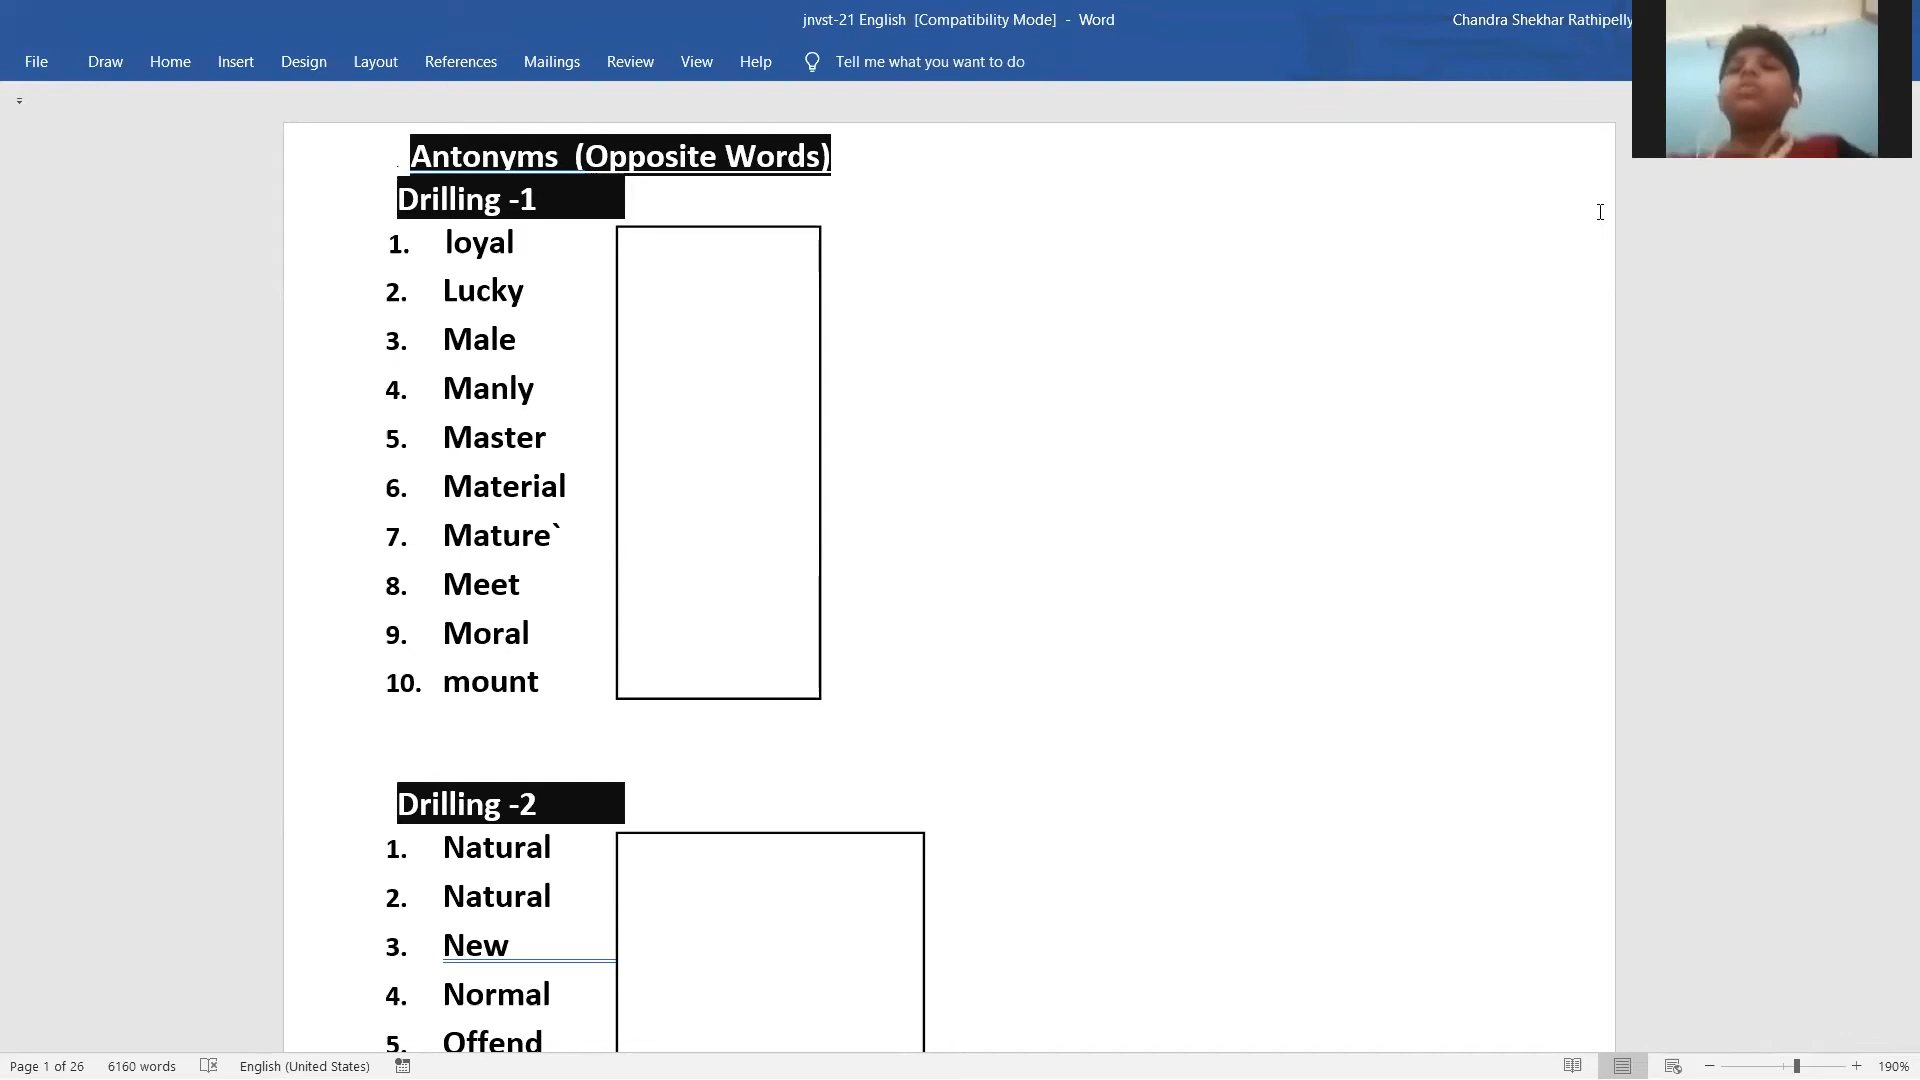 jnvst-21 English [Compatibility Mode] - Word
Chandra Shekhar Rathipelly
File Draw Home Insert Design Layout References Mailings Review View Help Tell me what you want to do
Antonyms (Opposite Words)
Drilling -1
1. loyal
2. Lucky
3. Male
4. Manly
5. Master
6. Material
7. Mature`
8. Meet
9. Moral
10. mount
Drilling -2
1. Natural
2. Natural
3. New
4. Normal
5. Offend
Page 1 of 26 6160 words English (United States) 190%